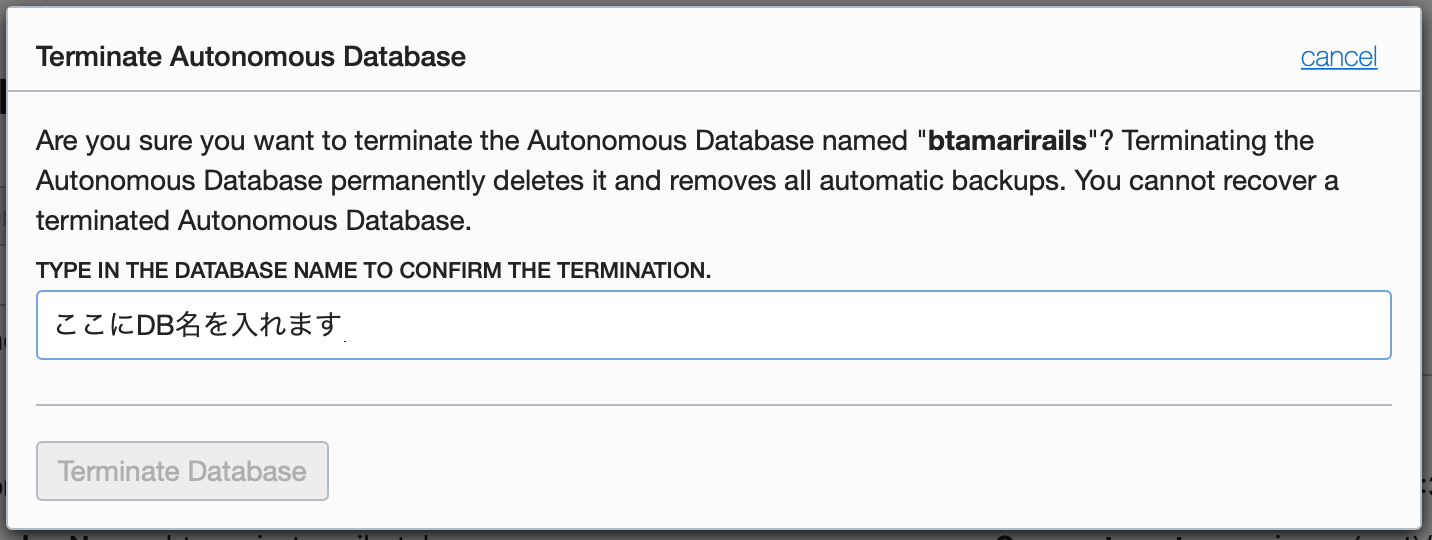 Terminate Autonomous Database
cancel
Are you sure you want to terminate the Autonomous Database named "btamarirails"? Terminating the
Autonomous Database permanently deletes it and removes all automatic backups. You cannot recover a
terminated Autonomous Database.
TYPE IN THE DATABASE NAME TO CONFIRM THE TERMINATION.
ここにDB名を入れます
Terminate Database